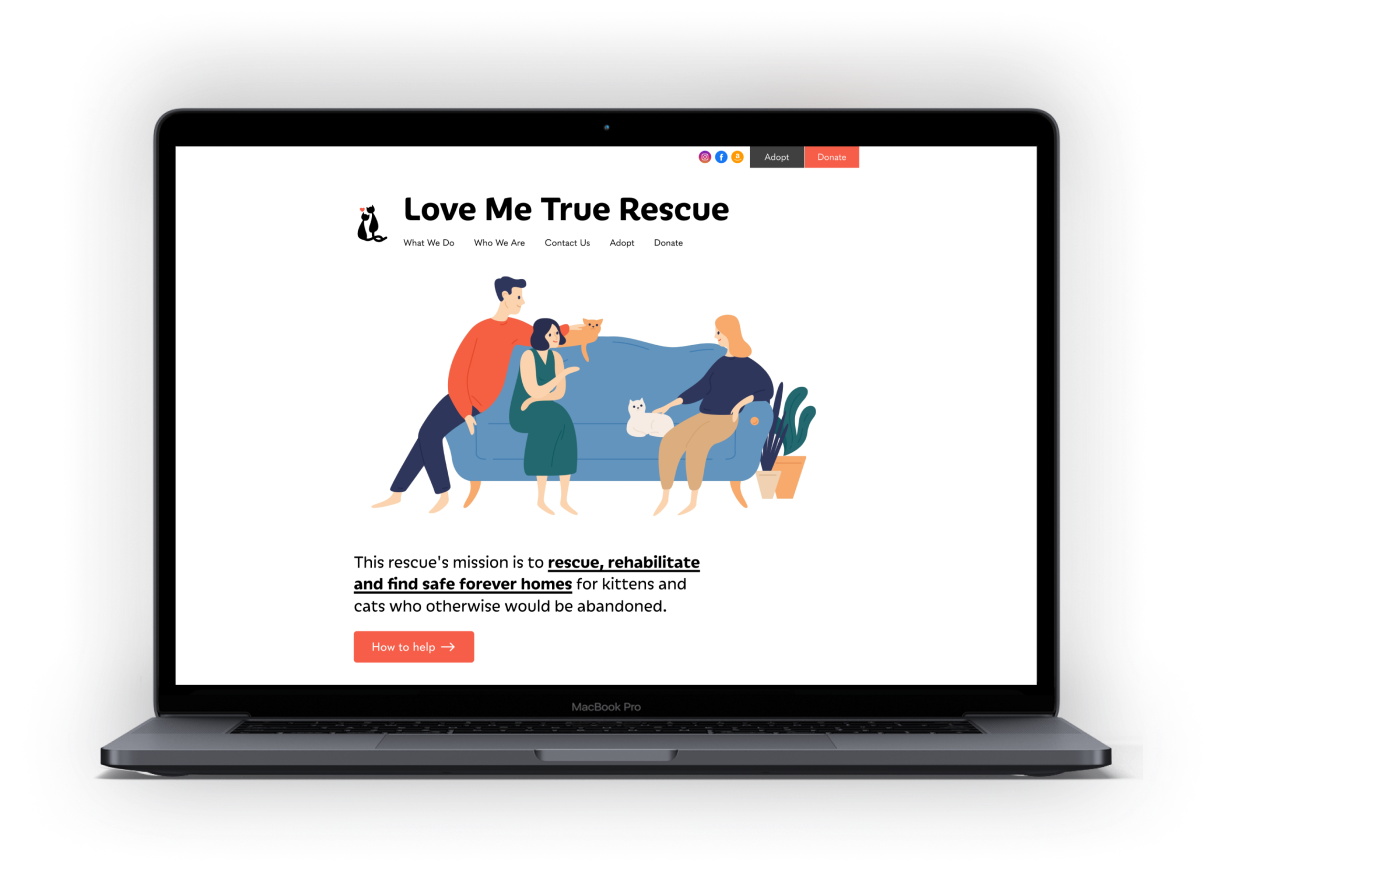 Adopt Donate
Love Me True Rescue
What We Do Who We Are Contact Us Adopt Donate
This rescue's mission is to rescue, rehabilitate
and find safe forever homes for kittens and
cats who otherwise would be abandoned.
How to help →
MacBook Pro